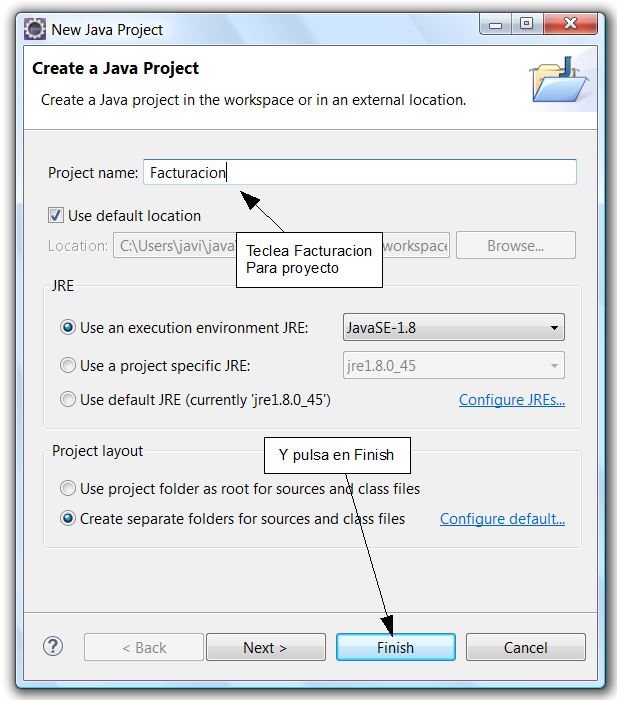 New Java Project
Create a Java Project
Create a Java project in the workspace or in an external location.
Project name: Facturacion
Use default location
Teclea Facturacion
Para proyecto
Location: C:\Users\javi\java workspace Browse...
JRE
Use an execution environment JRE: JavaSE-1.8
Use a project specific JRE: jre1.8.0_45
Use default JRE (currently 'jre1.8.0_45') Configure JREs...
Project layout
Y pulsa en Finish
Use project folder as root for sources and class files
Create separate folders for sources and class files Configure default...
? < Back Next > Finish Cancel